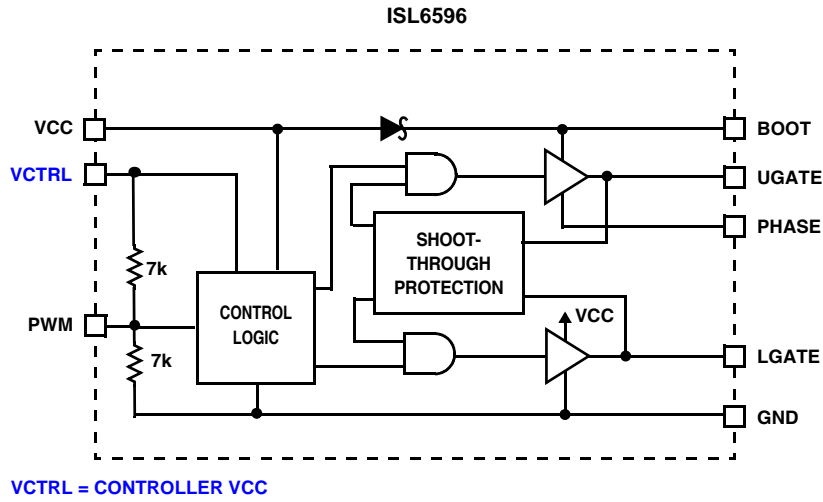 ISL6596
VCC
VCTRL
PWM
7k
7k
CONTROL
LOGIC
SHOOT-
THROUGH
PROTECTION
VCC
BOOT
UGATE
PHASE
LGATE
GND
VCTRL = CONTROLLER VCC